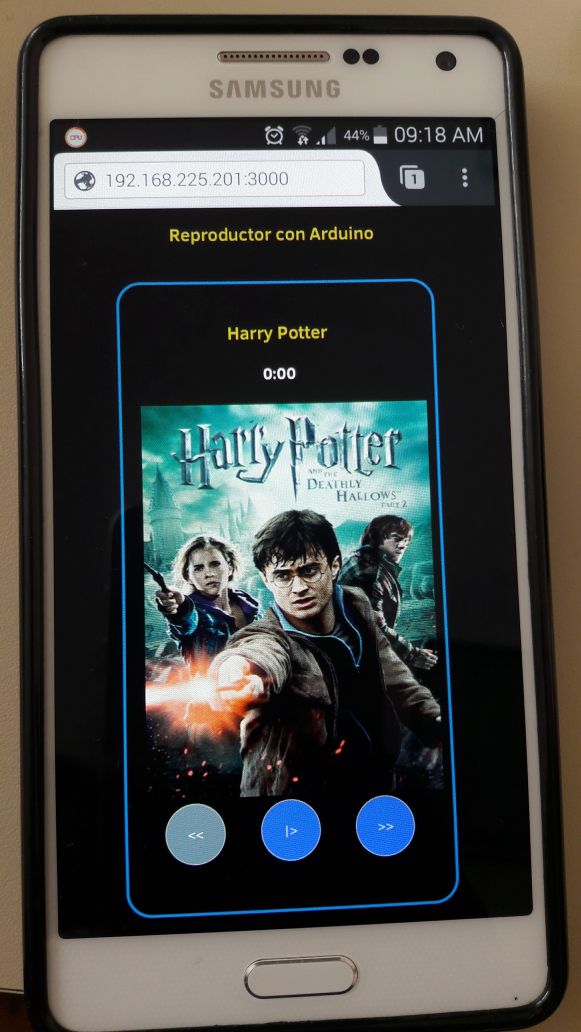 SAMSUNG
CPU
44% 09:18 AM
192.168.225.201:3000
1
Reproductor con Arduino
Harry Potter
0:00
Harry Potter
AND THE
DEATHLY
HALLOWS
PART 2
<< |> >>